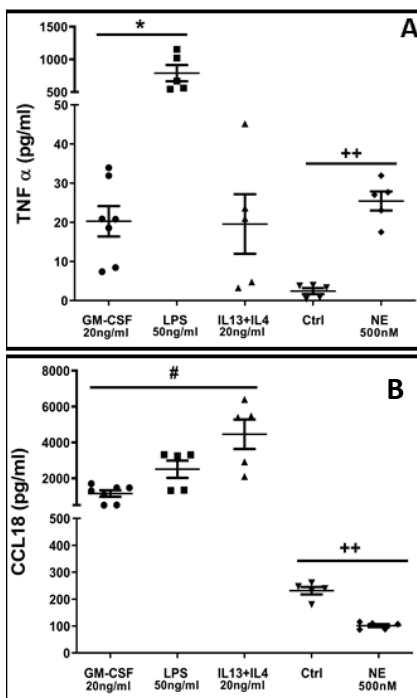 A
*
1500
1000
500
50
40
30
20
10
0
TNF α (pg/ml)
++
GM-CSF LPS IL13+IL4 Ctrl NE
20ng/ml 50ng/ml 20ng/ml 500nM
B
#
8000
6000
4000
2000
400
300
200
100
0
CCL18 (pg/ml)
++
GM-CSF LPS IL13+IL4 Ctrl NE
20ng/ml 50ng/ml 20ng/ml 500nM